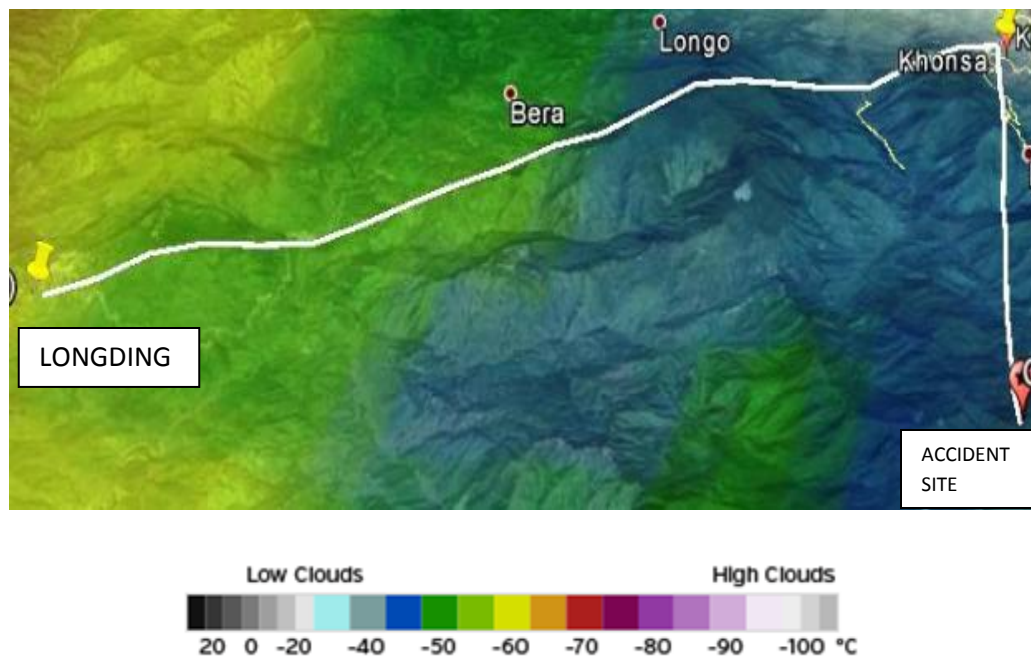 Longo
Khonsa
Bera
LONGDING
ACCIDENT
SITE
Low Clouds High Clouds
20 0 -20 -40 -50 -60 -70 -80 -90 -100 °C